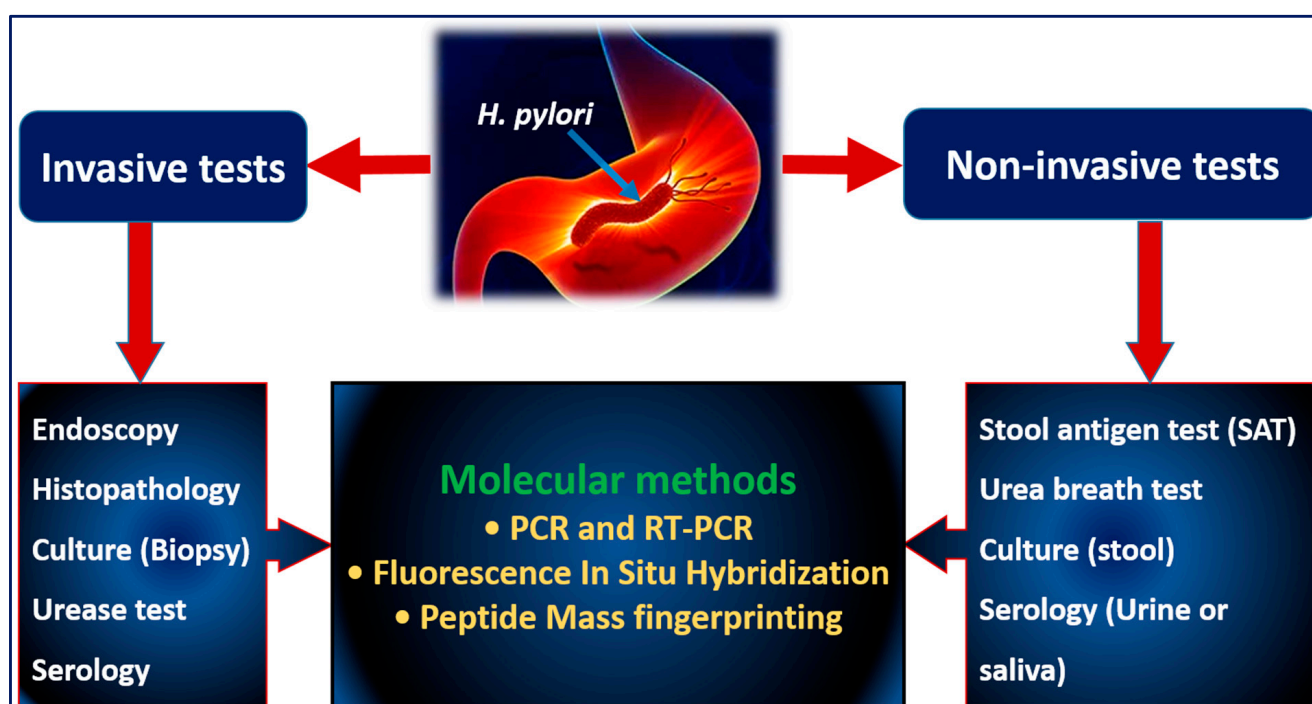 H. pylori
Invasive tests
Non-invasive tests
Endoscopy
Histopathology
Culture (Biopsy)
Urease test
Serology
Molecular methods
• PCR and RT-PCR
• Fluorescence In Situ Hybridization
• Peptide Mass fingerprinting
Stool antigen test (SAT)
Urea breath test
Culture (stool)
Serology (Urine or
saliva)